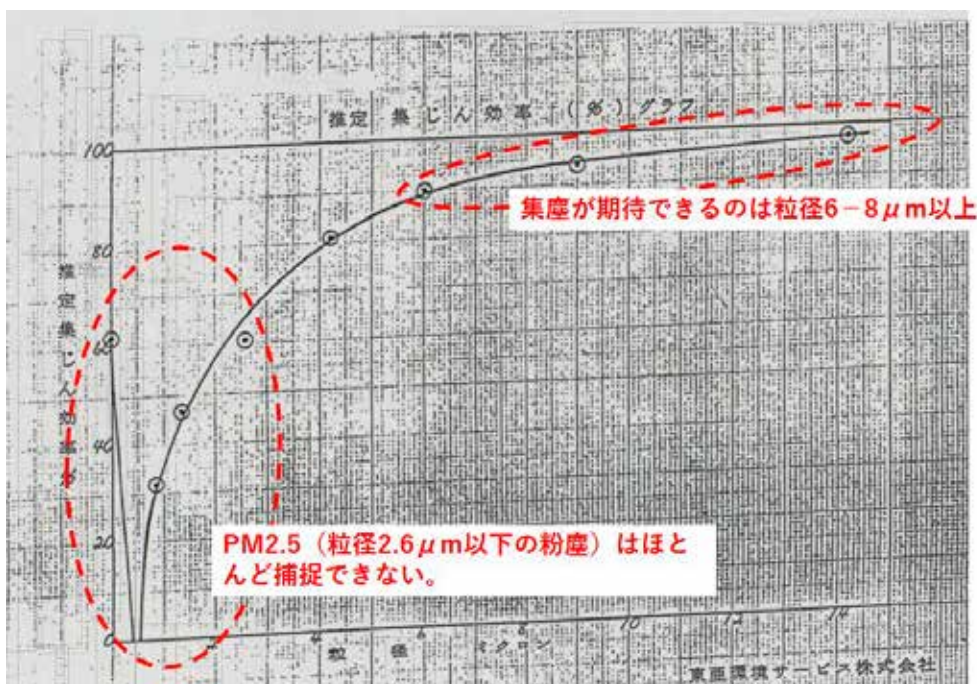 推定 集じん効率 (%) グラフ
100
集塵が期待できるのは粒径6−8μm以上
80
推定集じん効率%
60
40
PM2.5（粒径2.6μm以下の粉塵）はほと
んど捕捉できない。
20
0
2
4
6
8
10
12
14
粒 径 ミクロン
東亜環境サービス株式会社